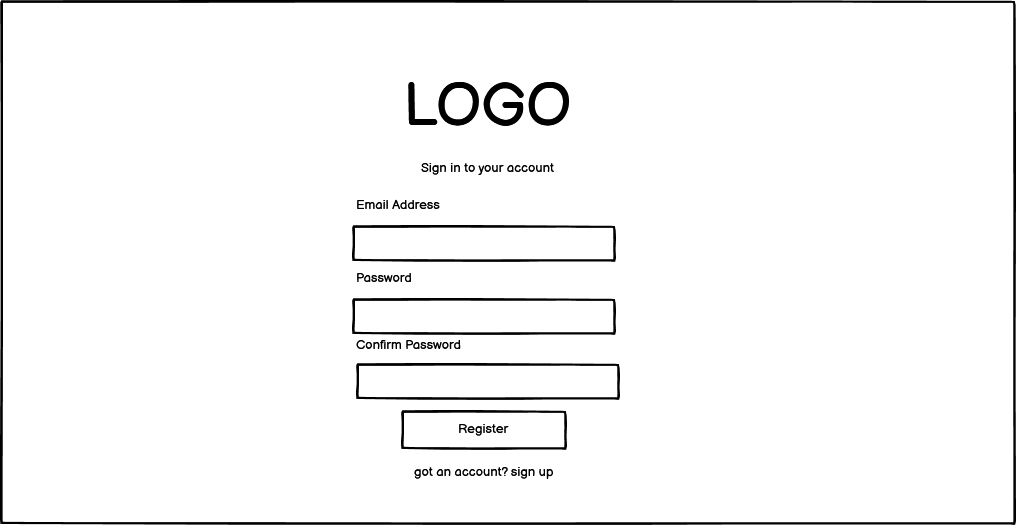 LOGO
Sign in to your account
Email Address
Password
Confirm Password
Register
got an account? sign up